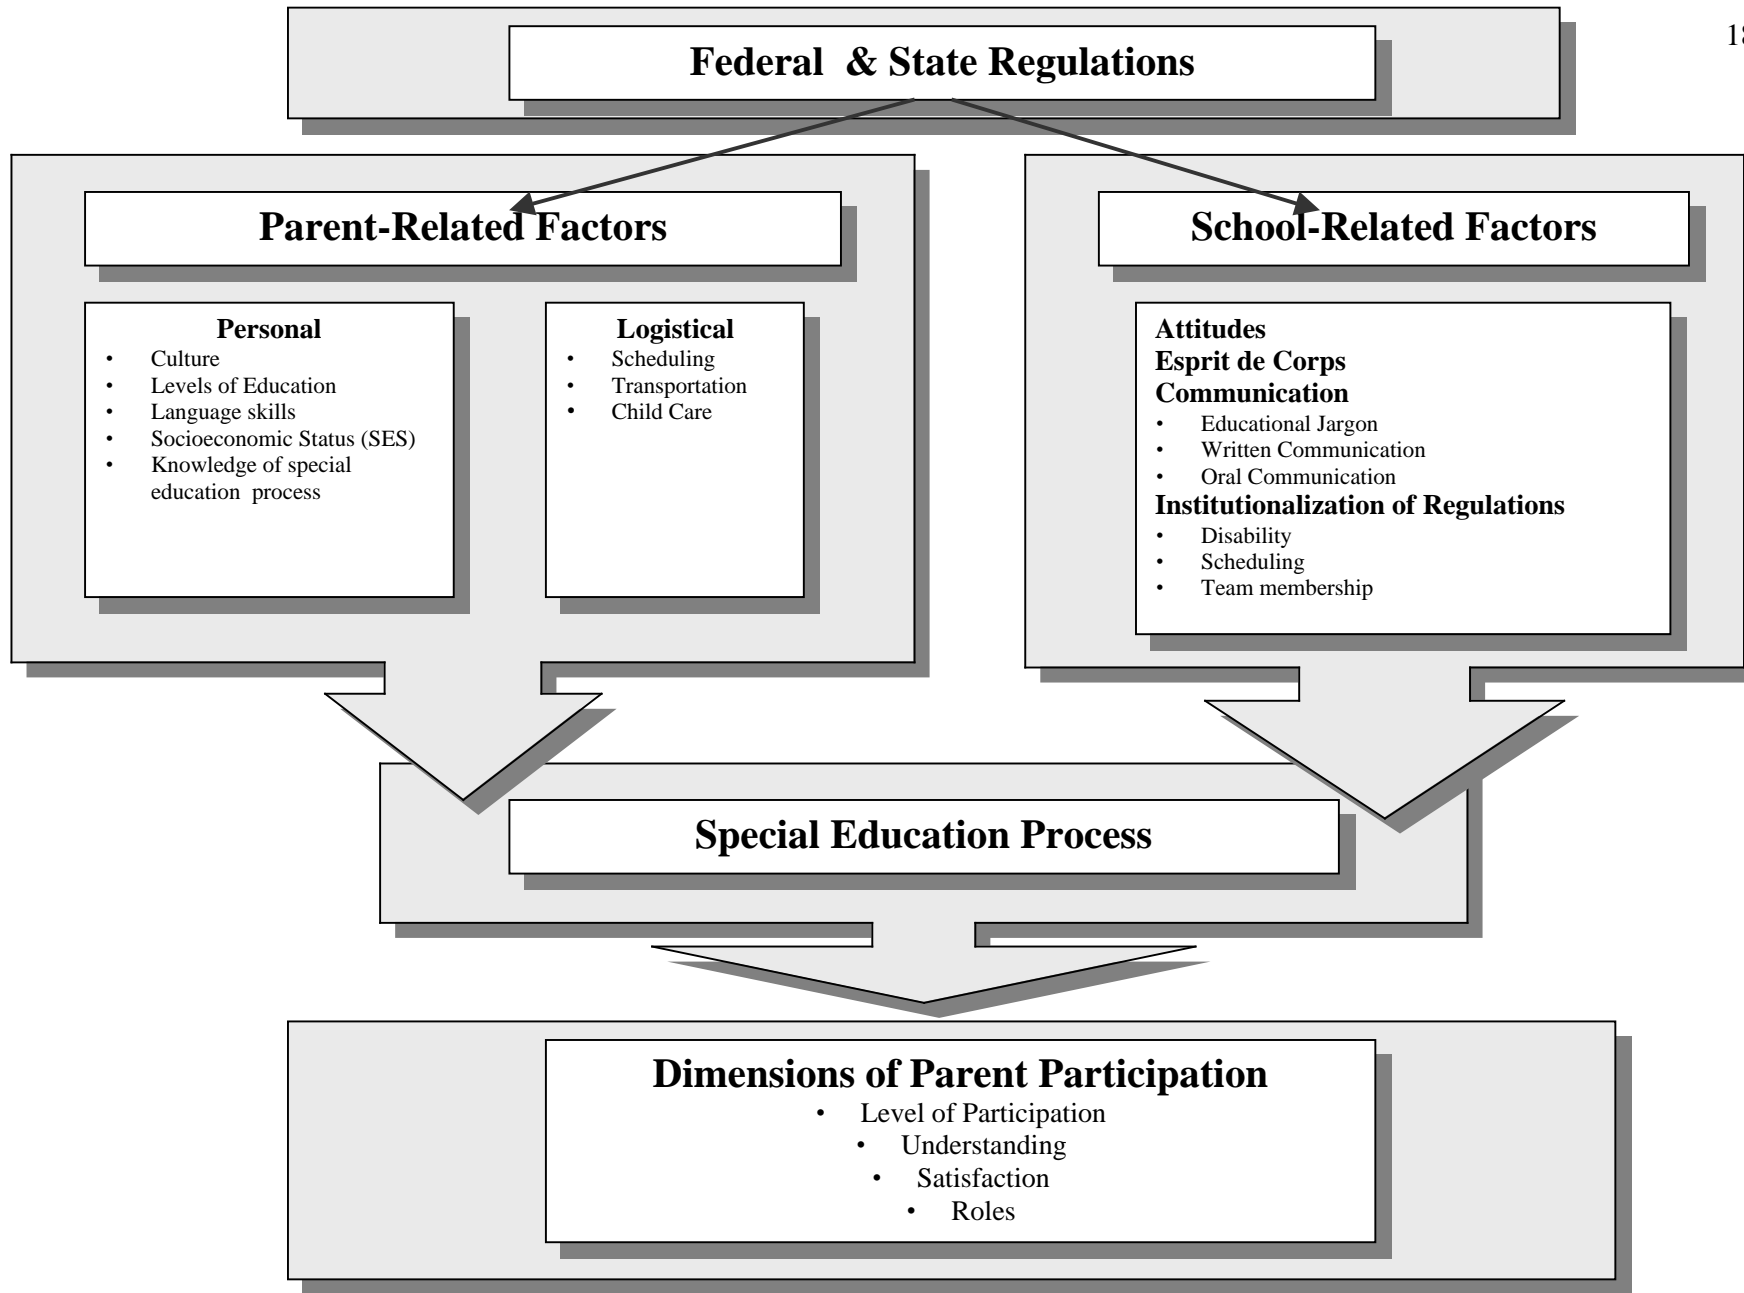 18
Federal & State Regulations
Parent-Related Factors
Personal
• Culture
• Levels of Education
• Language skills
• Socioeconomic Status (SES)
• Knowledge of special
education process
Logistical
• Scheduling
• Transportation
• Child Care
School-Related Factors
Attitudes
Esprit de Corps
Communication
• Educational Jargon
• Written Communication
• Oral Communication
Institutionalization of Regulations
• Disability
• Scheduling
• Team membership
Special Education Process
Dimensions of Parent Participation
• Level of Participation
• Understanding
• Satisfaction
• Roles